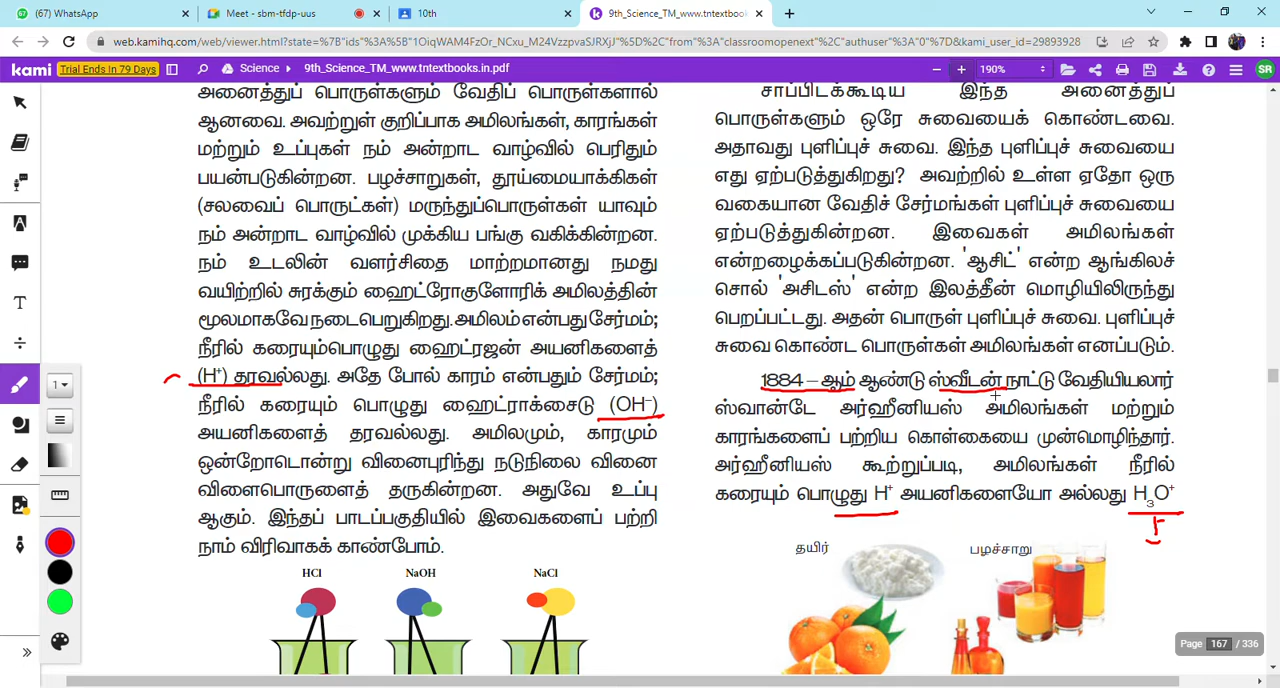 (67) WhatsApp
Meet - sbm-tfdp-uus
10th
9th_Science_TM_www.tntextbook
web.kamihq.com/web/viewer.html?state=%7B"ids"%3A%5B"1OiqWAM4FzOr_NCxu_M24VzzpvaSJRXjJ"%5D%2C"from"%3A"classroomopenext"%2C"authuser"%3A"0"%7D&kami_user_id=29893928
kami
Trial Ends In 79 Days
Science
9th_Science_TM_www.tntextbooks.in.pdf
190%
SR
அனைத்துப் பொருள்களும் வேதிப் பொருள்களால்
ஆனவை. அவற்றுள் குறிப்பாக அமிலங்கள், காரங்கள்
மற்றும் உப்புகள் நம் அன்றாட வாழ்வில் பெரிதும்
பயன்படுகின்றன. பழச்சாறுகள், தூய்மையாக்கிகள்
(சலவைப் பொருட்கள்) மருந்துப்பொருள்கள் யாவும்
நம் அன்றாட வாழ்வில் முக்கிய பங்கு வகிக்கின்றன.
நம் உடலின் வளர்சிதை மாற்றமானது நமது
வயிற்றில் சுரக்கும் ஹைட்ரோகுளோரிக் அமிலத்தின்
மூலமாகவே நடைபெறுகிறது. அமிலம் என்பது சேர்மம்;
நீரில் கரையும்பொழுது ஹைட்ரஜன் அயனிகளைத்
(H⁺) தரவல்லது. அதே போல் காரம் என்பதும் சேர்மம்;
நீரில் கரையும் பொழுது ஹைட்ராக்சைடு (OH⁻)
அயனிகளைத் தரவல்லது. அமிலமும், காரமும்
ஒன்றோடொன்று வினைபுரிந்து நடுநிலை வினை
விளைபொருளைத் தருகின்றன. அதுவே உப்பு
ஆகும். இந்தப் பாடப்பகுதியில் இவைகளைப் பற்றி
நாம் விரிவாகக் காண்போம்.
HCl NaOH NaCl
சாப்பிடக்கூடிய இந்த அனைத்துப்
பொருள்களும் ஒரே சுவையைக் கொண்டவை.
அதாவது புளிப்புச் சுவை. இந்த புளிப்புச் சுவையை
எது ஏற்படுத்துகிறது? அவற்றில் உள்ள ஏதோ ஒரு
வகையான வேதிச் சேர்மங்கள் புளிப்புச் சுவையை
ஏற்படுத்துகின்றன. இவைகள் அமிலங்கள்
என்றழைக்கப்படுகின்றன. 'ஆசிட்' என்ற ஆங்கிலச்
சொல் 'அசிடஸ்' என்ற இலத்தீன் மொழியிலிருந்து
பெறப்பட்டது. அதன் பொருள் புளிப்புச் சுவை. புளிப்புச்
சுவை கொண்ட பொருள்கள் அமிலங்கள் எனப்படும்.
1884 – ஆம் ஆண்டு ஸ்வீடன் நாட்டு வேதியியலார்
ஸ்வான்டே அர்ஹீனியஸ் அமிலங்கள் மற்றும்
காரங்களைப் பற்றிய கொள்கையை முன்மொழிந்தார்.
அர்ஹீனியஸ் கூற்றுப்படி, அமிலங்கள் நீரில்
கரையும் பொழுது H⁺ அயனிகளையோ அல்லது H₃O⁺
தயிர் பழச்சாறு
Page 167 / 336